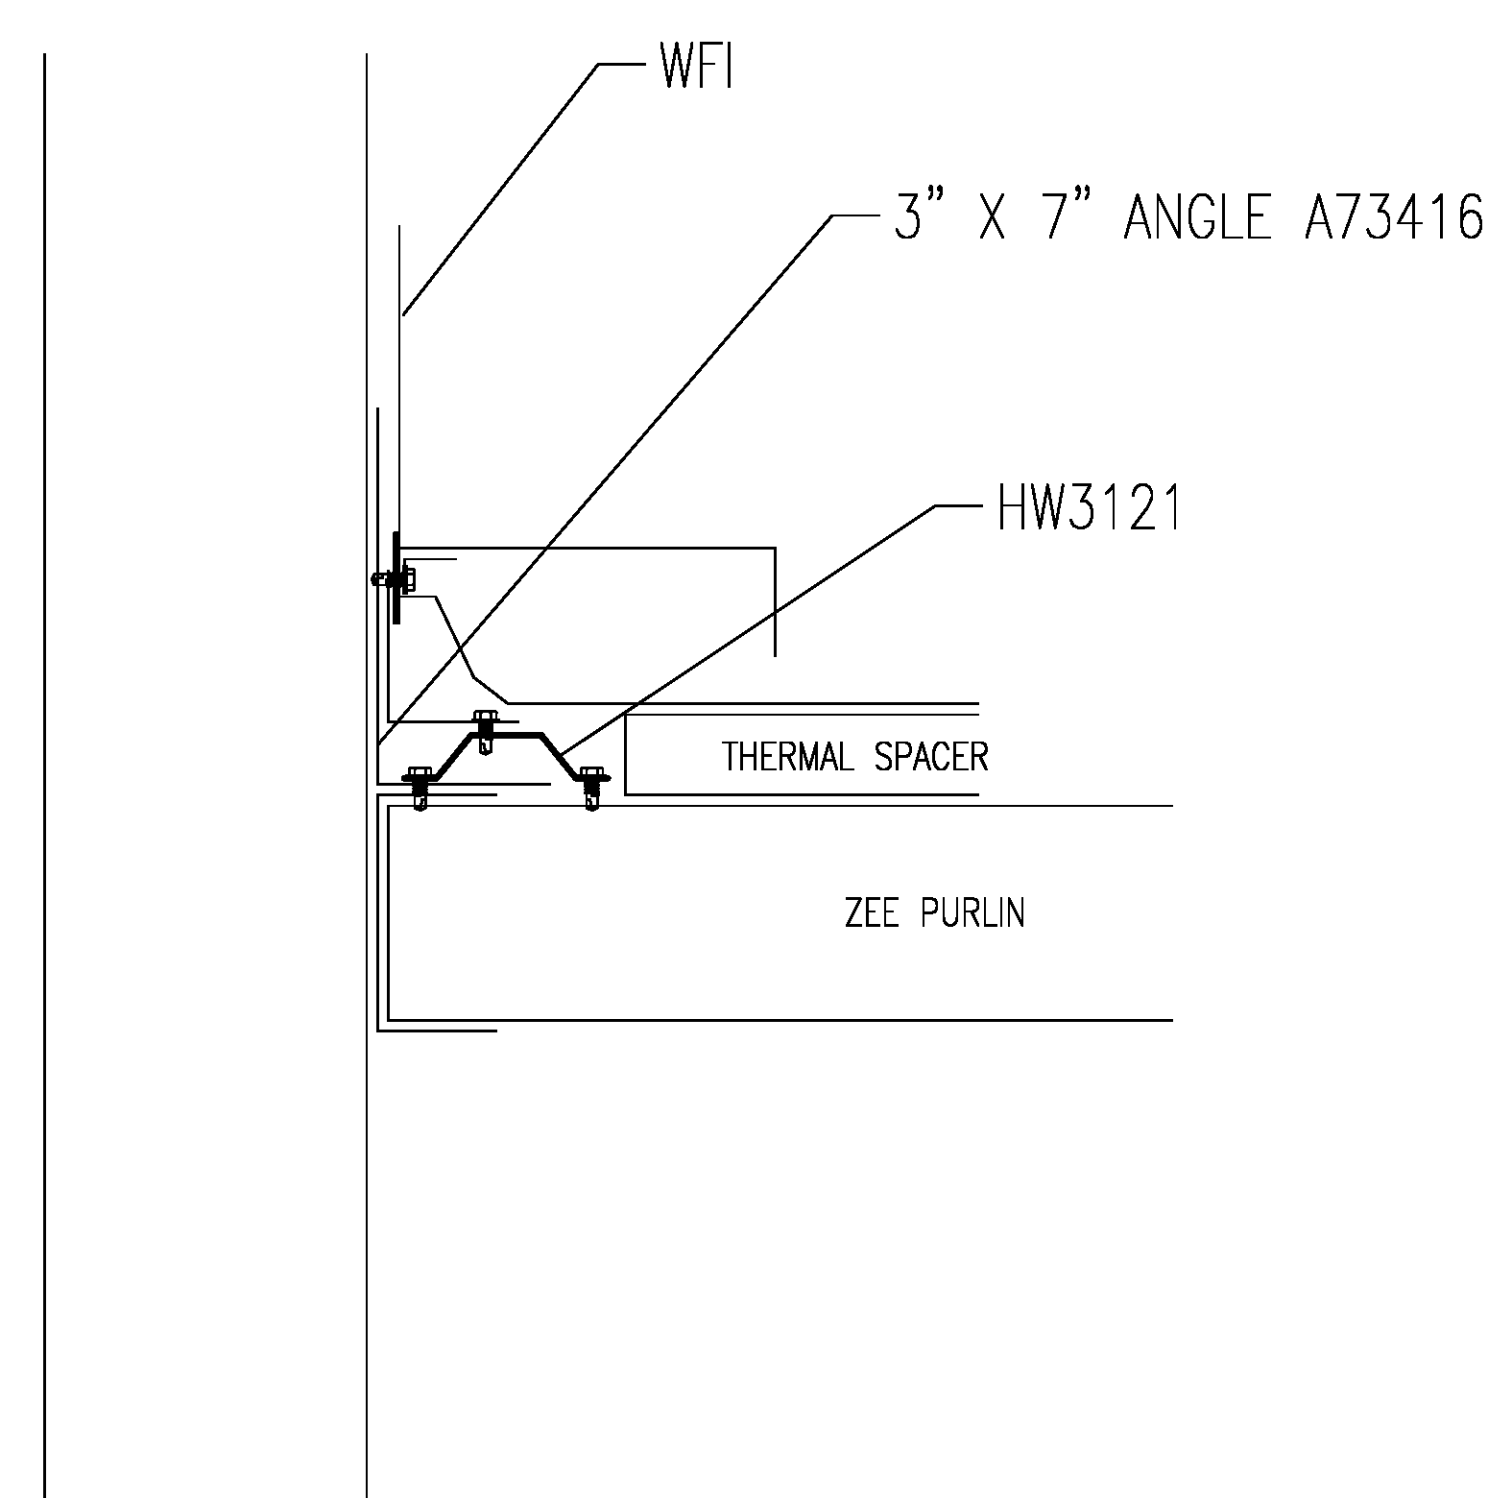 WFI
3” X 7” ANGLE A73416
HW3121
THERMAL SPACER
ZEE PURLIN